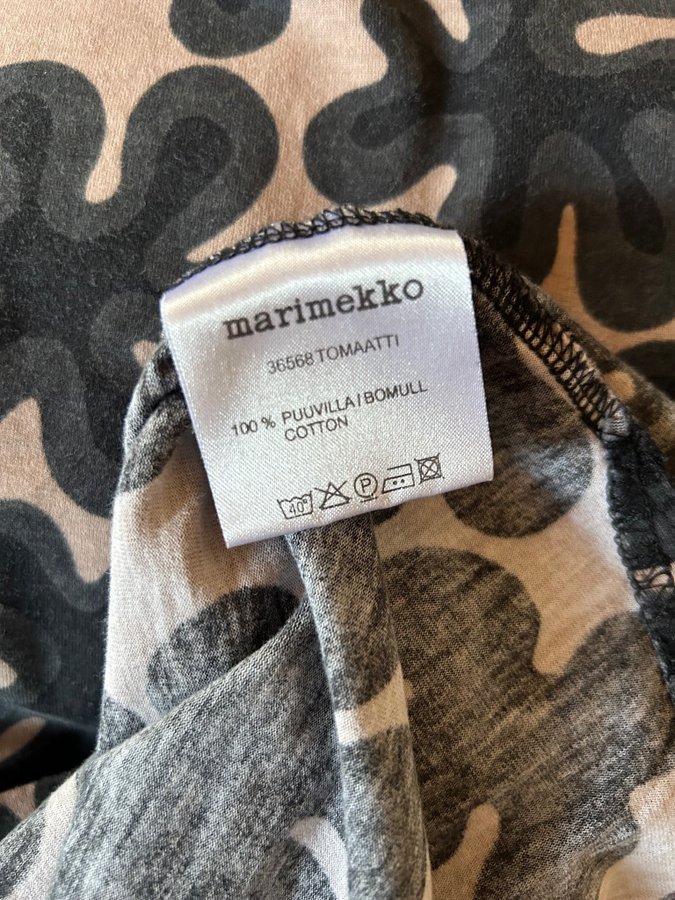 marimekko
36568 TOMAATTI
100 % PUUVILLA / BOMULL
COTTON
40° P